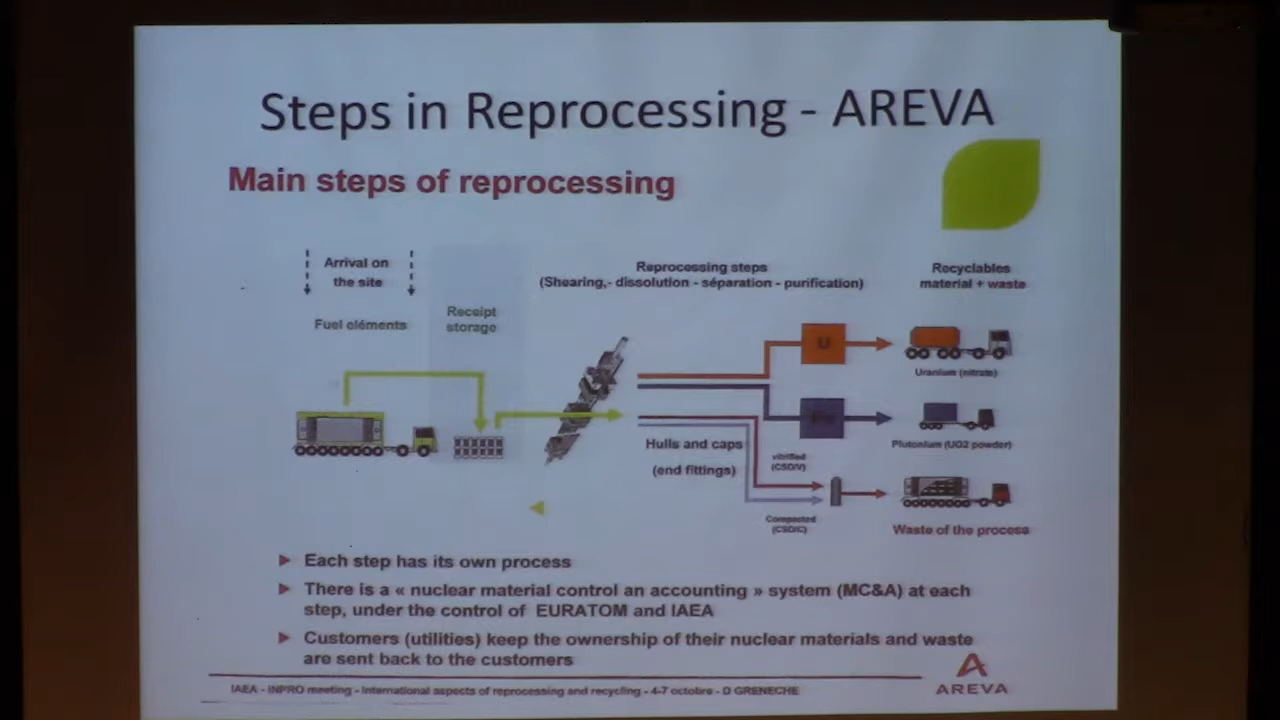 Steps in Reprocessing - AREVA
Main steps of reprocessing
Arrival on
the site
Fuel eléments
Receipt
storage
Reprocessing steps
(Shearing,- dissolution - séparation - purification)
Recyclables
material + waste
U
Uranium (nitrate)
Plutonium (UO2 powder)
Hulls and caps
(end fittings)
vitrified
(CSD/V)
Compacted
(CSD/C)
Waste of the process
Each step has its own process
There is a « nuclear material control an accounting » system (MC&A) at each
step, under the control of EURATOM and IAEA
Customers (utilities) keep the ownership of their nuclear materials and waste
are sent back to the customers
IAEA - INPRO meeting - International aspects of reprocessing and recycling - 4-7 octobre - D GRENECHE
AREVA